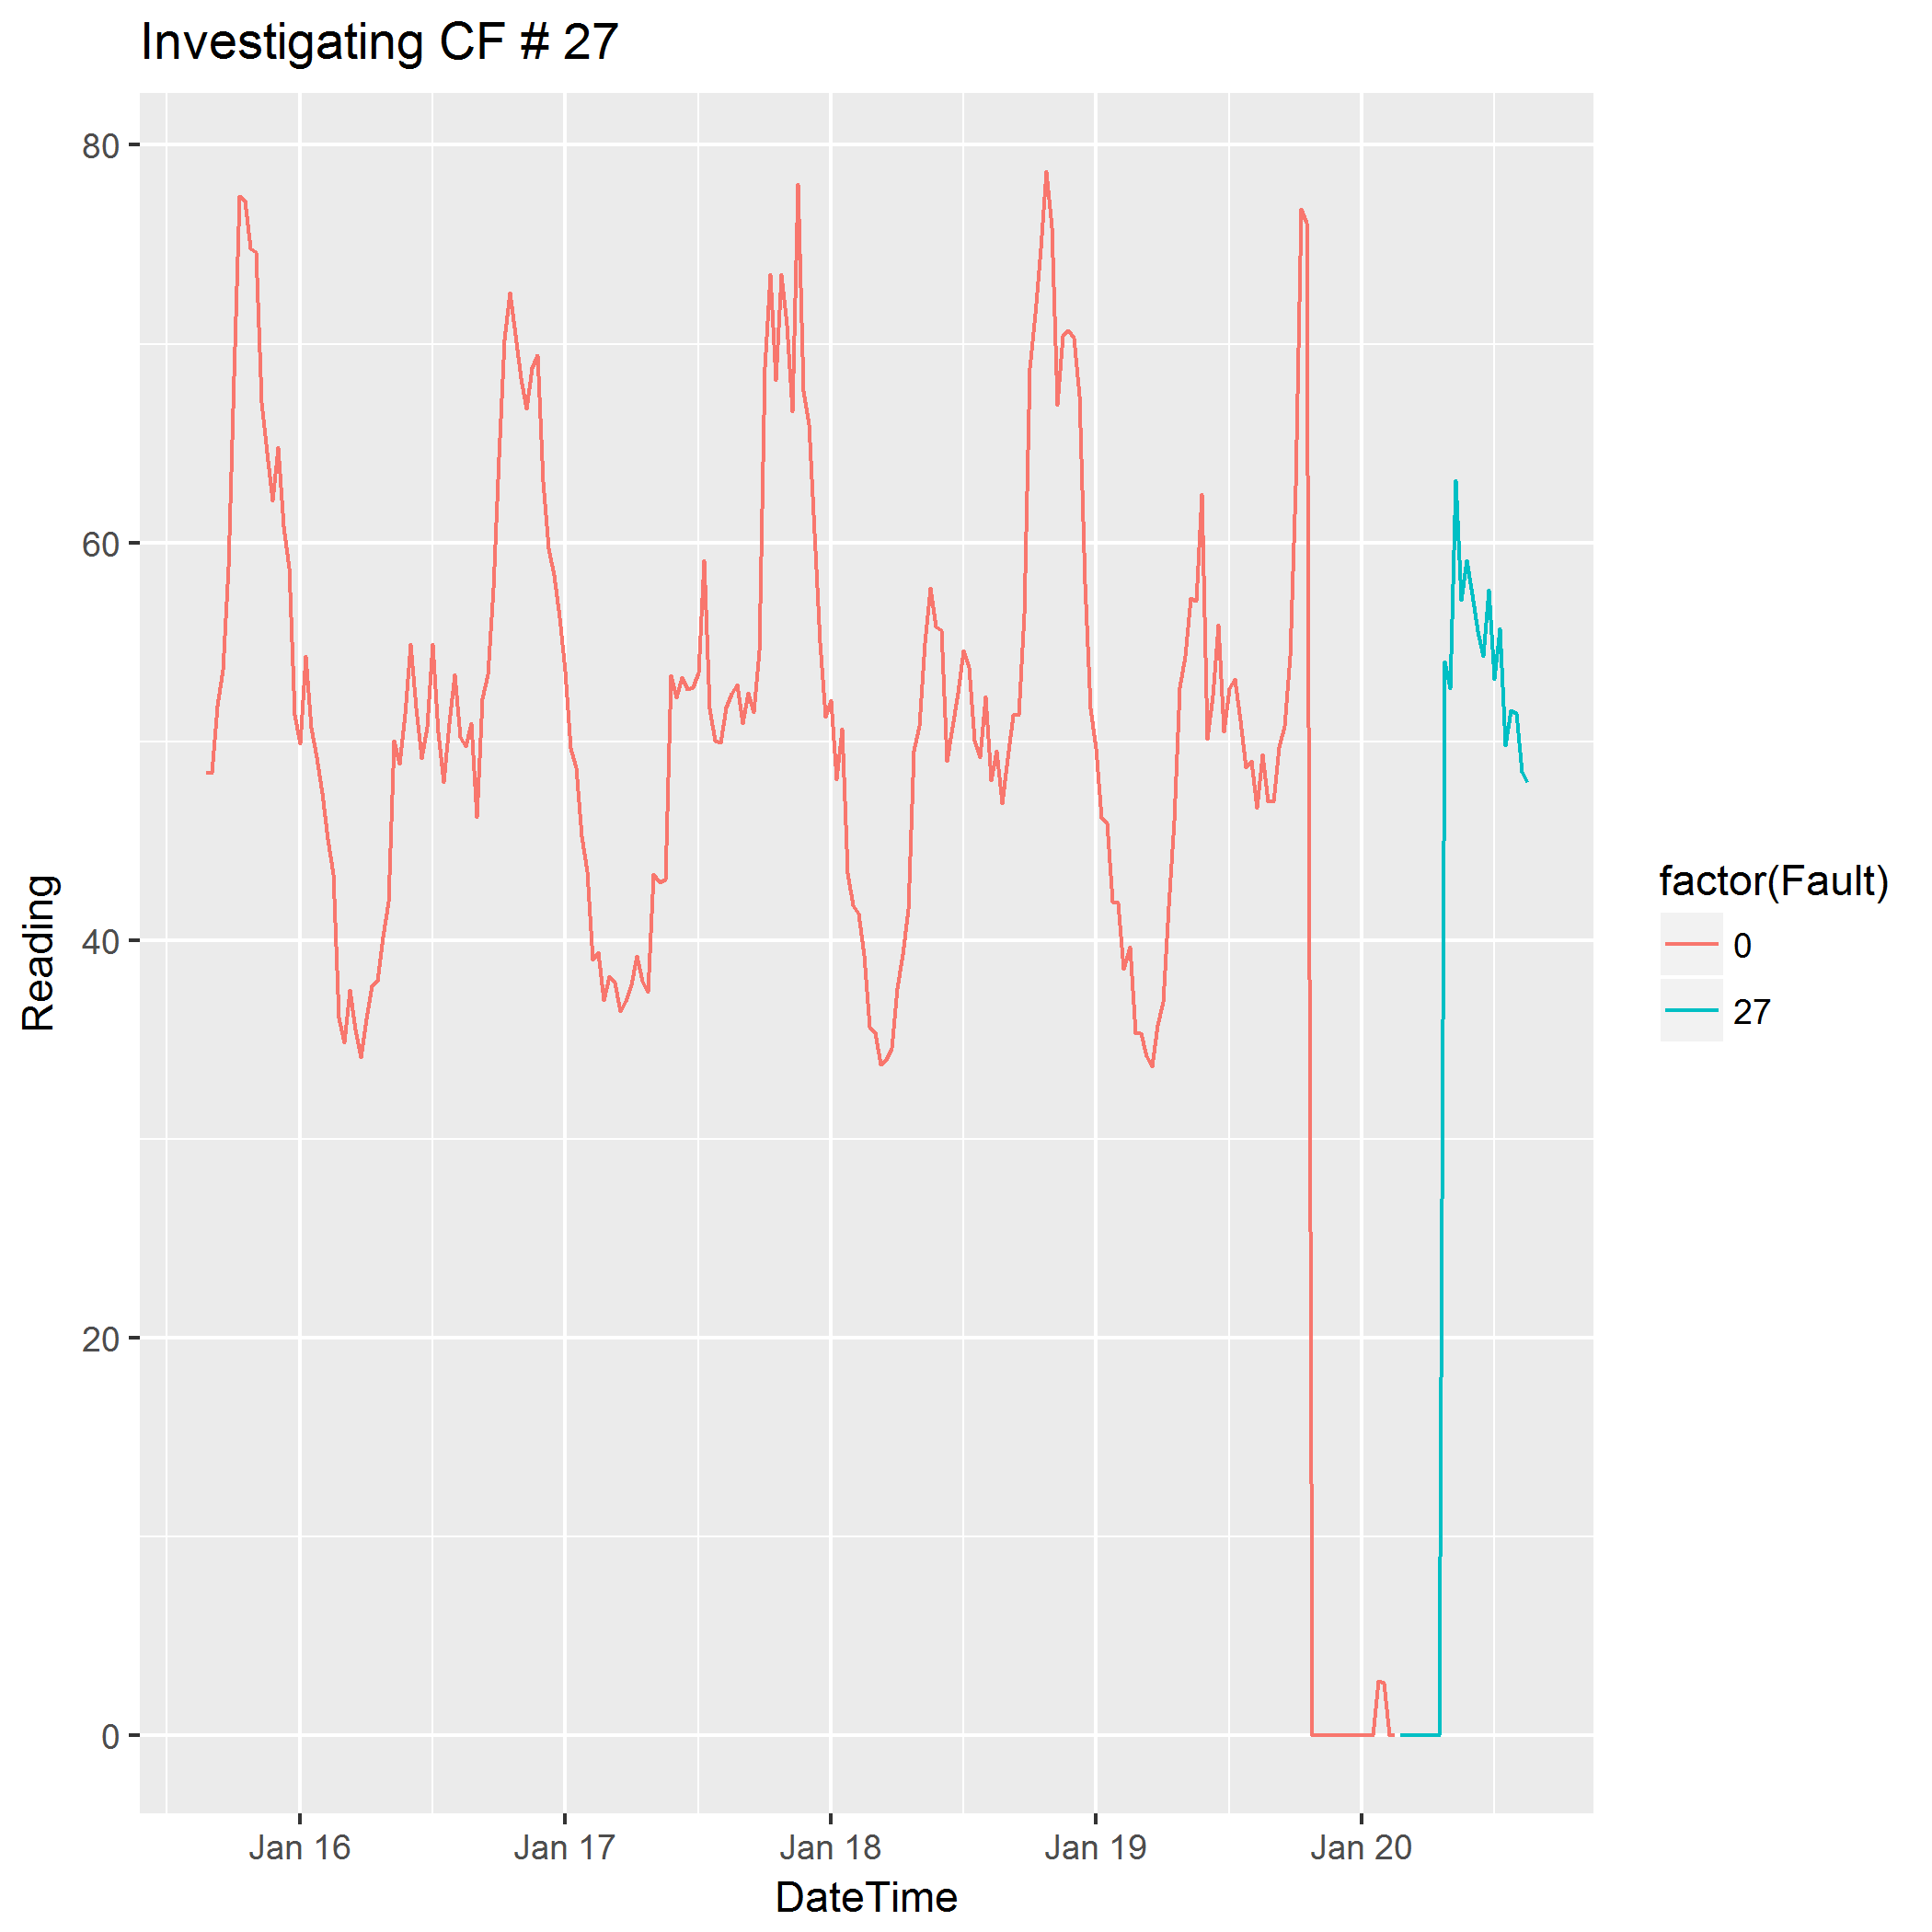 Investigating CF # 27
80
60
40
20
0
Reading
Jan 16 Jan 17 Jan 18 Jan 19 Jan 20
DateTime
factor(Fault)
0
27